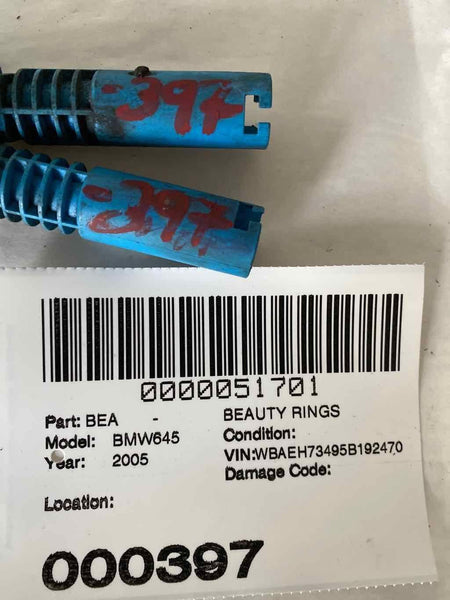 -397
-397
0000051701
Part: BEA - BEAUTY RINGS
Model: BMW645 Condition:
Year: 2005 VIN:WBAEH73495B192470
Damage Code:
Location:
000397